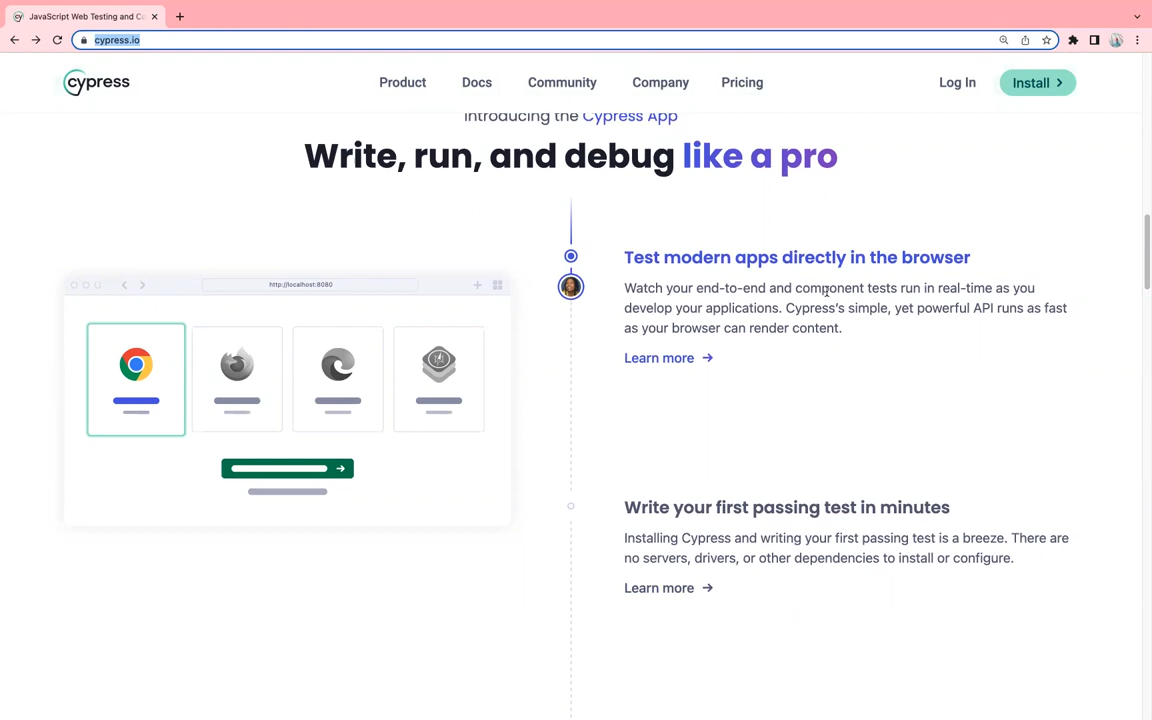 JavaScript Web Testing and C
cypress.io
cypress
Product
Docs
Community
Company
Pricing
Log In
Install
Introducing the Cypress App
Write, run, and debug like a pro
http://localhost:8080
Test modern apps directly in the browser
Watch your end-to-end and component tests run in real-time as you
develop your applications. Cypress’s simple, yet powerful API runs as fast
as your browser can render content.
Learn more
Write your first passing test in minutes
Installing Cypress and writing your first passing test is a breeze. There are
no servers, drivers, or other dependencies to install or configure.
Learn more